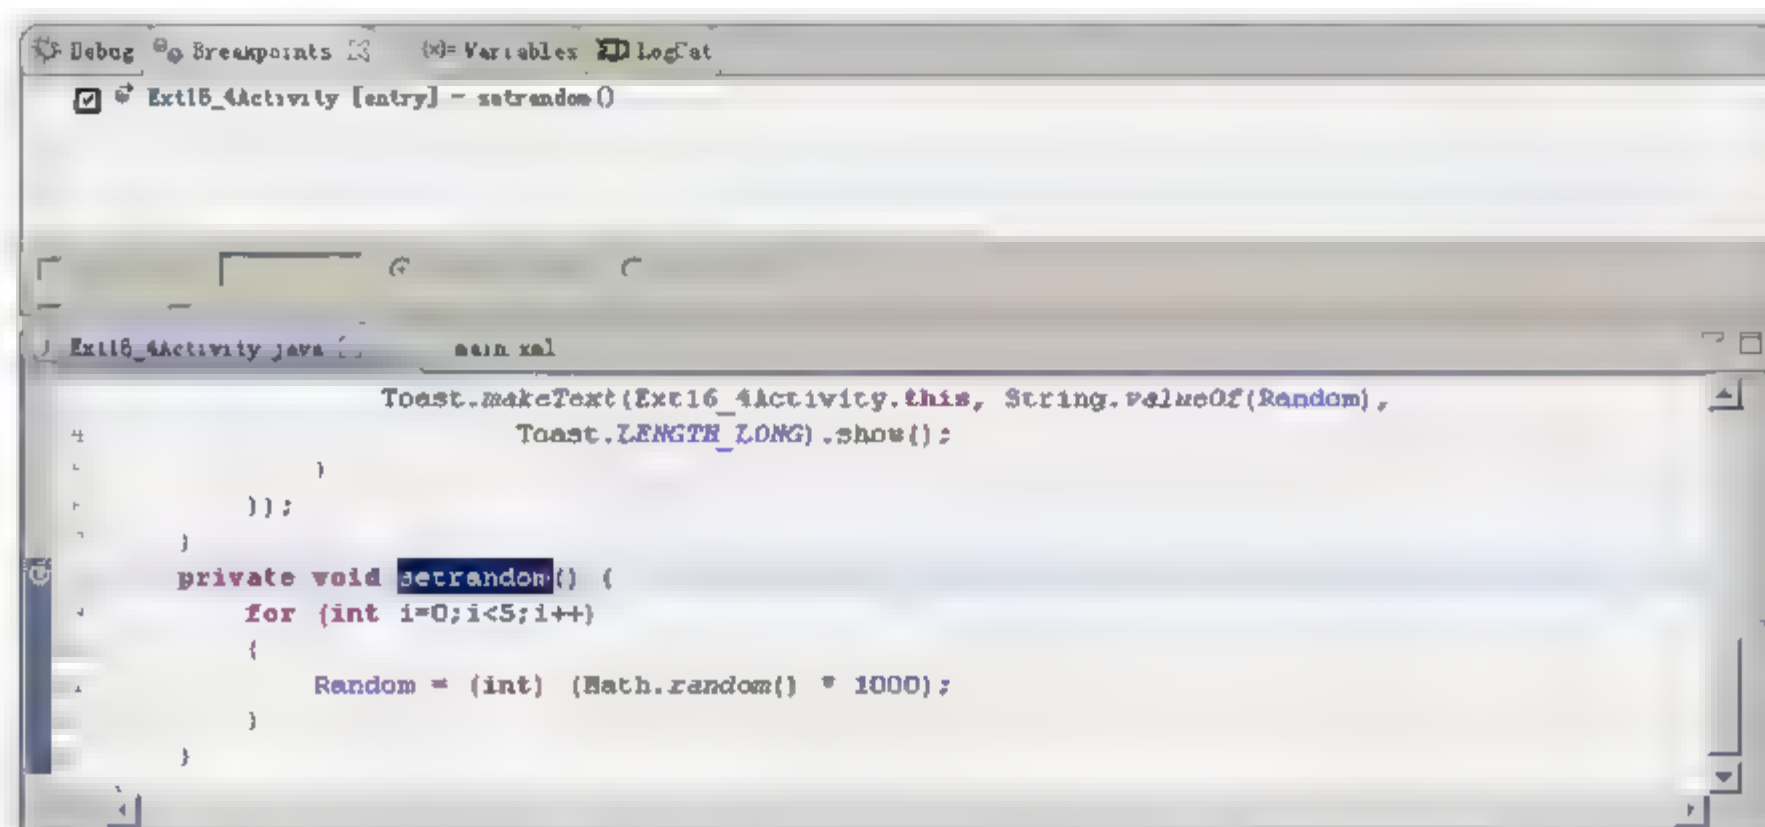 Debug Breakpoints (x)= Variables LogCat
Ext16_4Activity [entry] - setrandom()
Ext16_4Activity java main xml
Toast.makeText(Ext16_4Activity.this, String.valueOf(Random),
Toast.LENGTH_LONG).show();
}
});
}
private void setrandom() {
for (int i=0;i<5;i++)
{
Random = (int) (Math.random() * 1000);
}
}